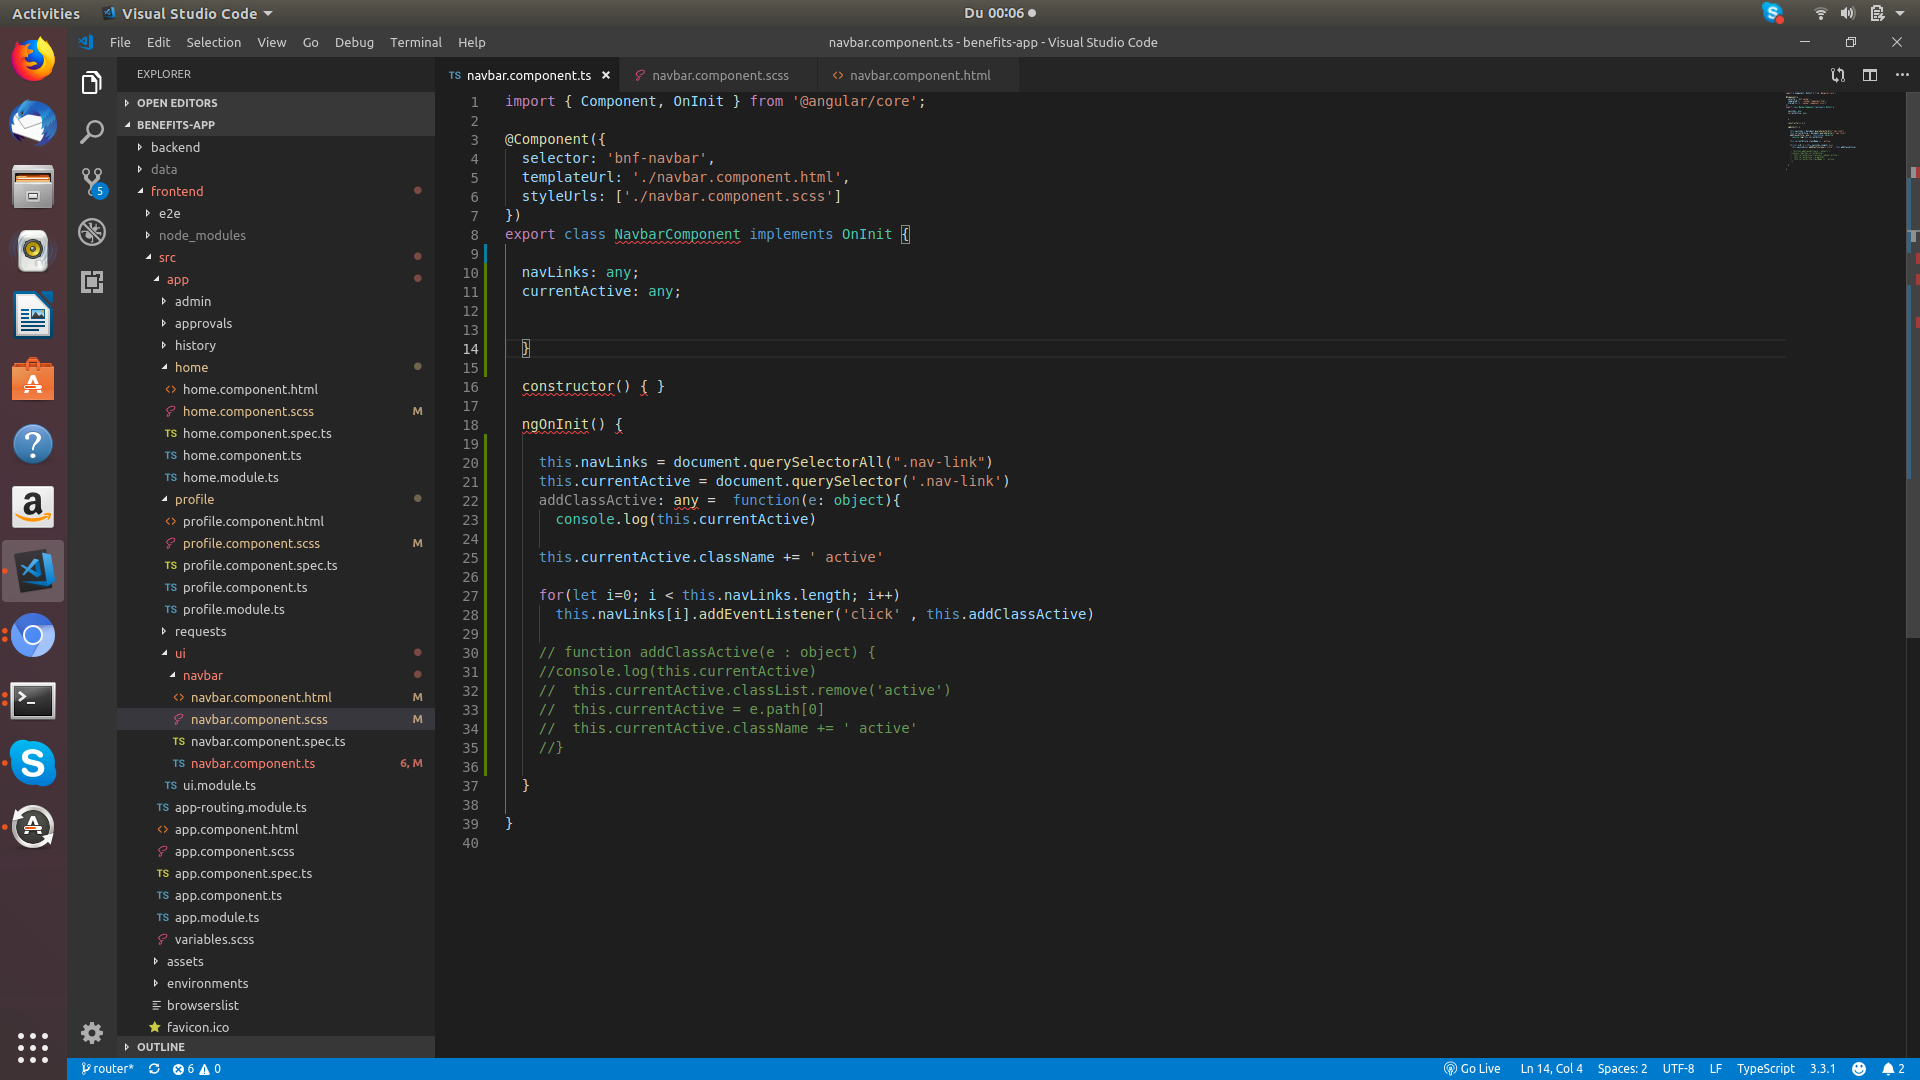 Activities
Visual Studio Code
Du 00:06
File Edit Selection View Go Debug Terminal Help
navbar.component.ts - benefits-app - Visual Studio Code
EXPLORER
OPEN EDITORS
BENEFITS-APP
backend
data
frontend
e2e
node_modules
src
app
admin
approvals
history
home
home.component.html
home.component.scss M
home.component.spec.ts
home.component.ts
home.module.ts
profile
profile.component.html
profile.component.scss M
profile.component.spec.ts
profile.component.ts
profile.module.ts
requests
ui
navbar
navbar.component.html M
navbar.component.scss M
navbar.component.spec.ts
navbar.component.ts 6, M
ui.module.ts
app-routing.module.ts
app.component.html
app.component.scss
app.component.spec.ts
app.component.ts
app.module.ts
variables.scss
assets
environments
browserslist
favicon.ico
OUTLINE
5
navbar.component.ts navbar.component.scss navbar.component.html
1 import { Component, OnInit } from '@angular/core';
2
3 @Component({
4 selector: 'bnf-navbar',
5 templateUrl: './navbar.component.html',
6 styleUrls: ['./navbar.component.scss']
7 })
8 export class NavbarComponent implements OnInit {
9
10 navLinks: any;
11 currentActive: any;
12
13
14 }
15
16 constructor() { }
17
18 ngOnInit() {
19
20 this.navLinks = document.querySelectorAll(".nav-link")
21 this.currentActive = document.querySelector('.nav-link')
22 addClassActive: any =  function(e: object){
23 console.log(this.currentActive)
24
25 this.currentActive.className += ' active'
26
27 for(let i=0; i < this.navLinks.length; i++)
28 this.navLinks[i].addEventListener('click' , this.addClassActive)
29
30 // function addClassActive(e : object) {
31 //console.log(this.currentActive)
32 //  this.currentActive.classList.remove('active')
33 //  this.currentActive = e.path[0]
34 //  this.currentActive.className += ' active'
35 //}
36
37 }
38
39 }
40
router* 6 0
Go Live Ln 14, Col 4 Spaces: 2 UTF-8 LF TypeScript 3.3.1 2